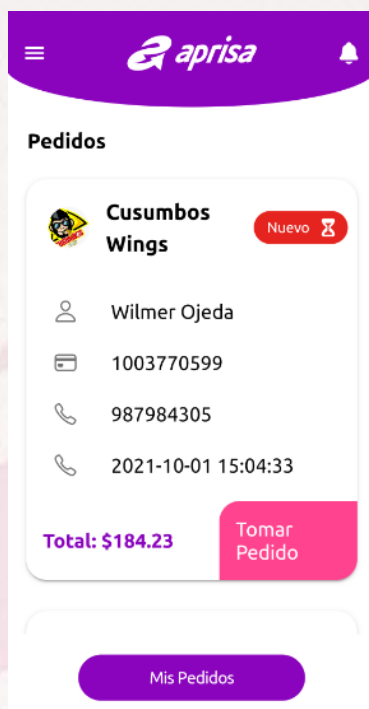 aprisa
Pedidos
Cusumbos
Wings
Nuevo
Wilmer Ojeda
1003770599
987984305
2021-10-01 15:04:33
Total: $184.23
Tomar
Pedido
Mis Pedidos